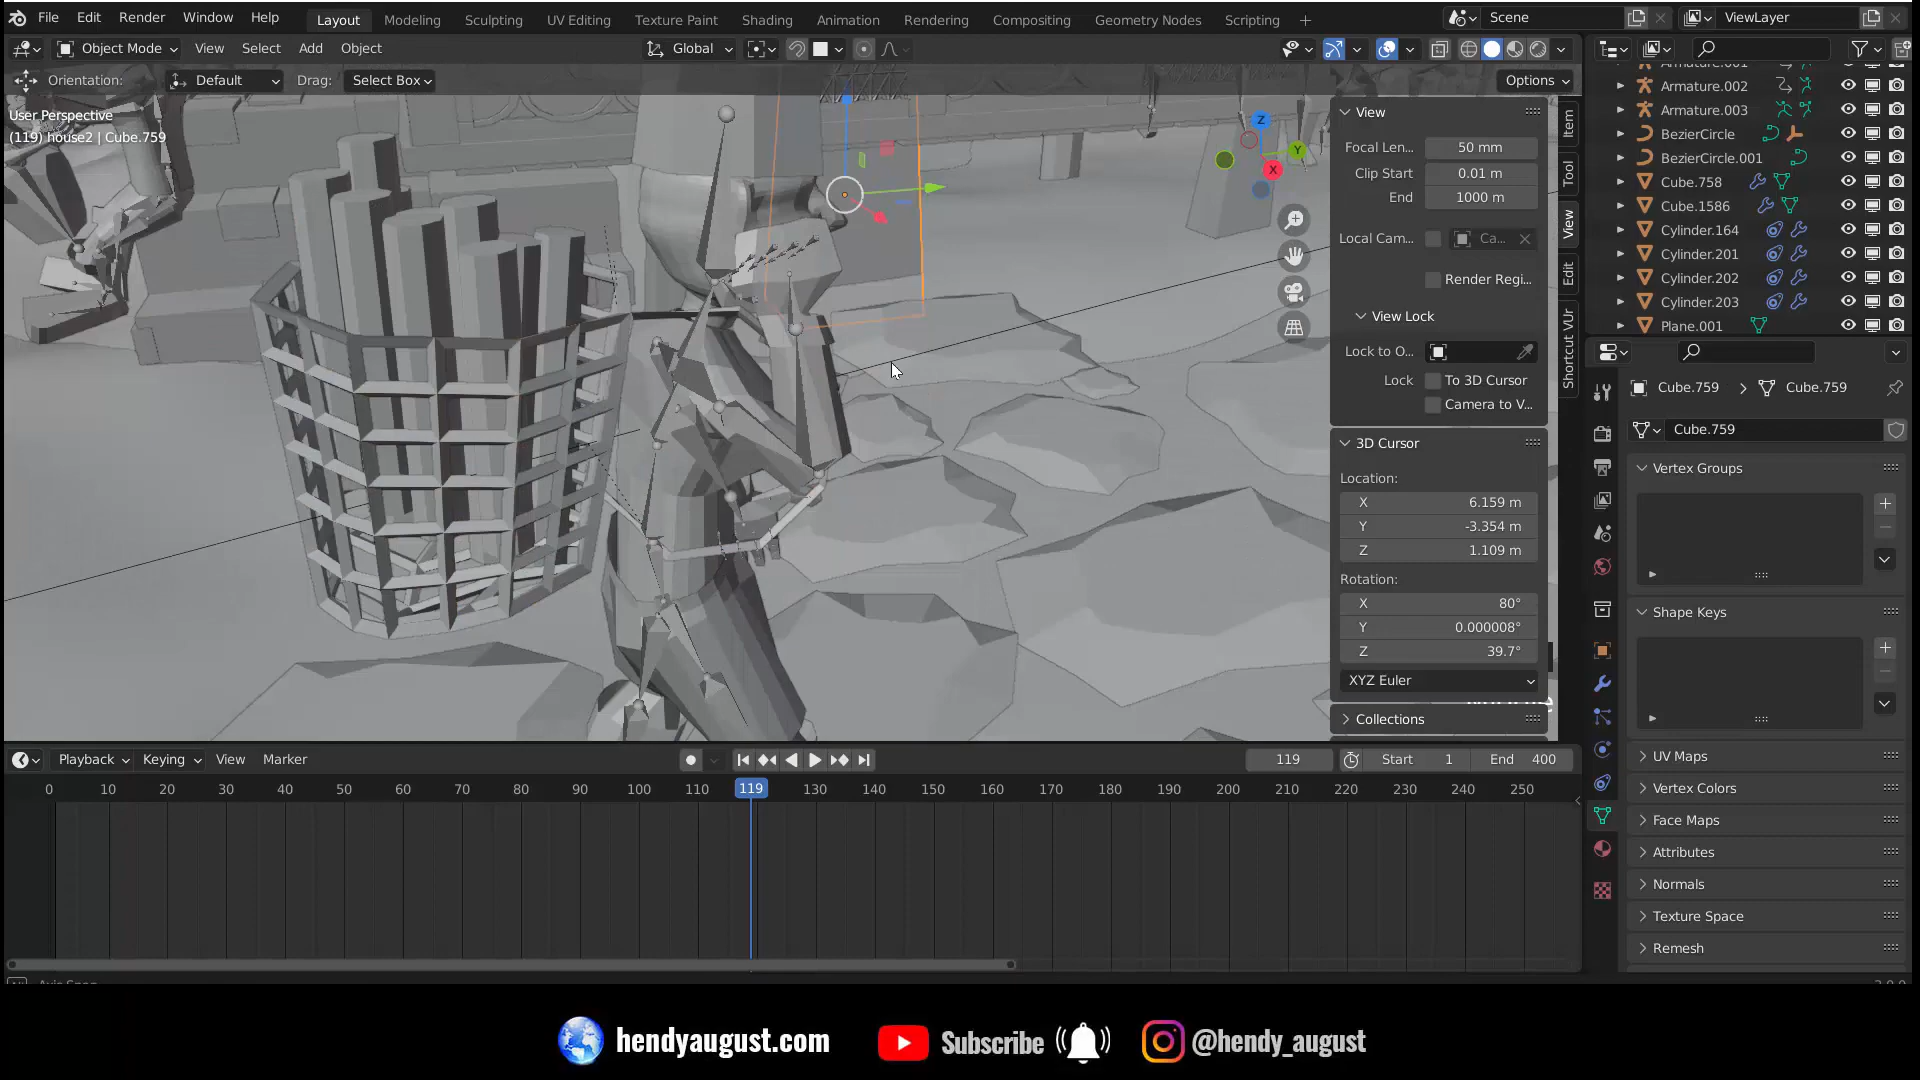 File Edit Render Window Help Layout Modeling Sculpting UV Editing Texture Paint Shading Animation Rendering Compositing Geometry Nodes Scripting + Scene ViewLayer
Object Mode View Select Add Object Global
Orientation: Default Drag: Select Box Options
User Perspective
(119) house2 | Cube.759
View
Focal Len... 50 mm
Clip Start 0.01 m
End 1000 m
Local Cam... Ca...
Render Regi...
View Lock
Lock to O...
Lock To 3D Cursor
Camera to V...
3D Cursor
Location:
X 6.159 m
Y -3.354 m
Z 1.109 m
Rotation:
X 80°
Y 0.000008°
Z 39.7°
XYZ Euler
Collections
Item
Tool
View
Edit
Shortcut VUr
Z
Y
X
Armature.001
Armature.002
Armature.003
BezierCircle
BezierCircle.001
Cube.758
Cube.1586
Cylinder.164
Cylinder.201
Cylinder.202
Cylinder.203
Plane.001
Cube.759 > Cube.759
Cube.759
Vertex Groups
Shape Keys
UV Maps
Vertex Colors
Face Maps
Attributes
Normals
Texture Space
Remesh
Playback Keying View Marker 119 Start 1 End 400
0 10 20 30 40 50 60 70 80 90 100 110 119 130 140 150 160 170 180 190 200 210 220 230 240 250
hendyaugust.com Subscribe @hendy_august